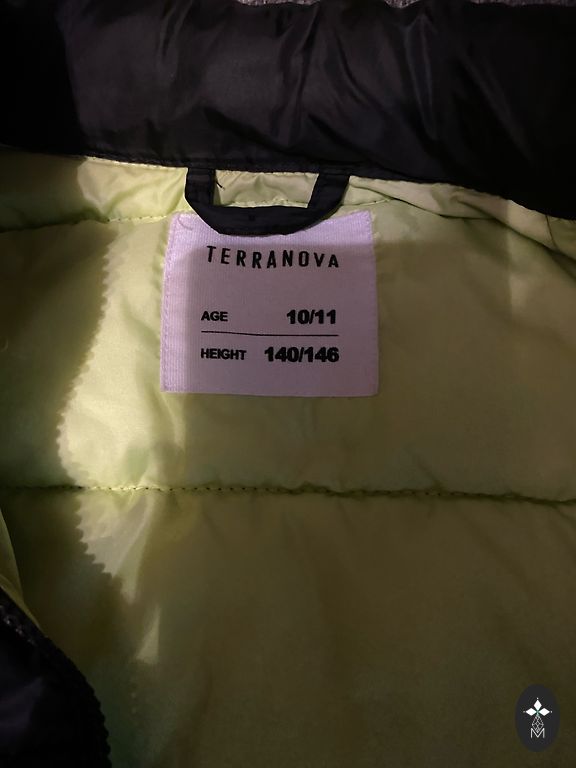 TERRANOVA
AGE 10/11
HEIGHT 140/146
M